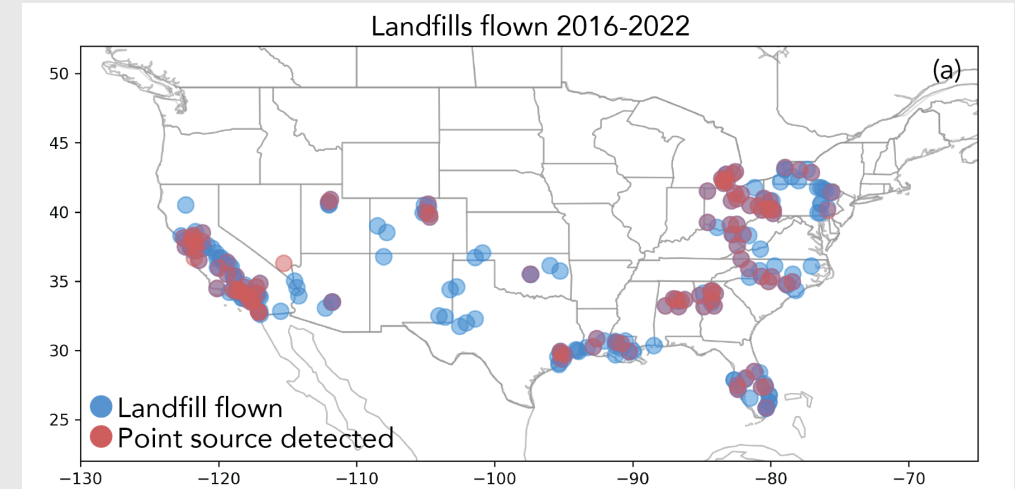 Landfills flown 2016-2022
(a)
50
45
40
35
30
25
Landfill flown
Point source detected
−130 −120 −110 −100 −90 −80 −70